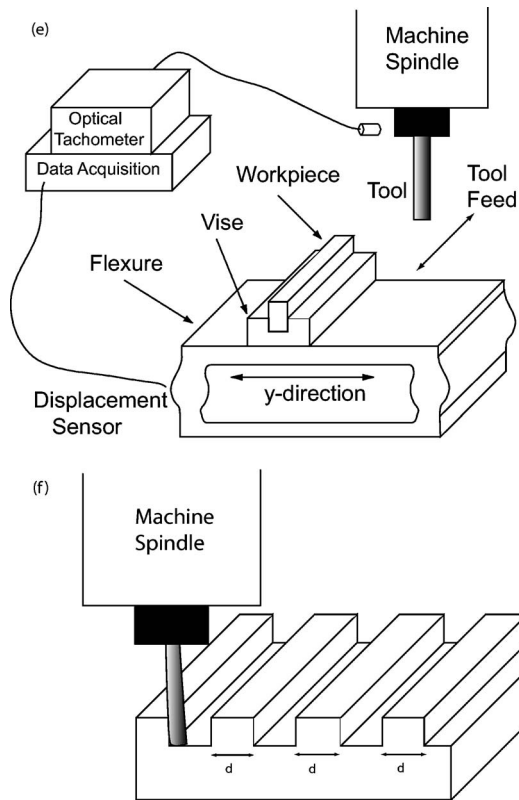 (e)
Machine
Spindle
Optical
Tachometer
Data Acquisition
Workpiece
Tool
Tool
Feed
Vise
Flexure
y-direction
Displacement
Sensor
(f)
Machine
Spindle
d
d
d